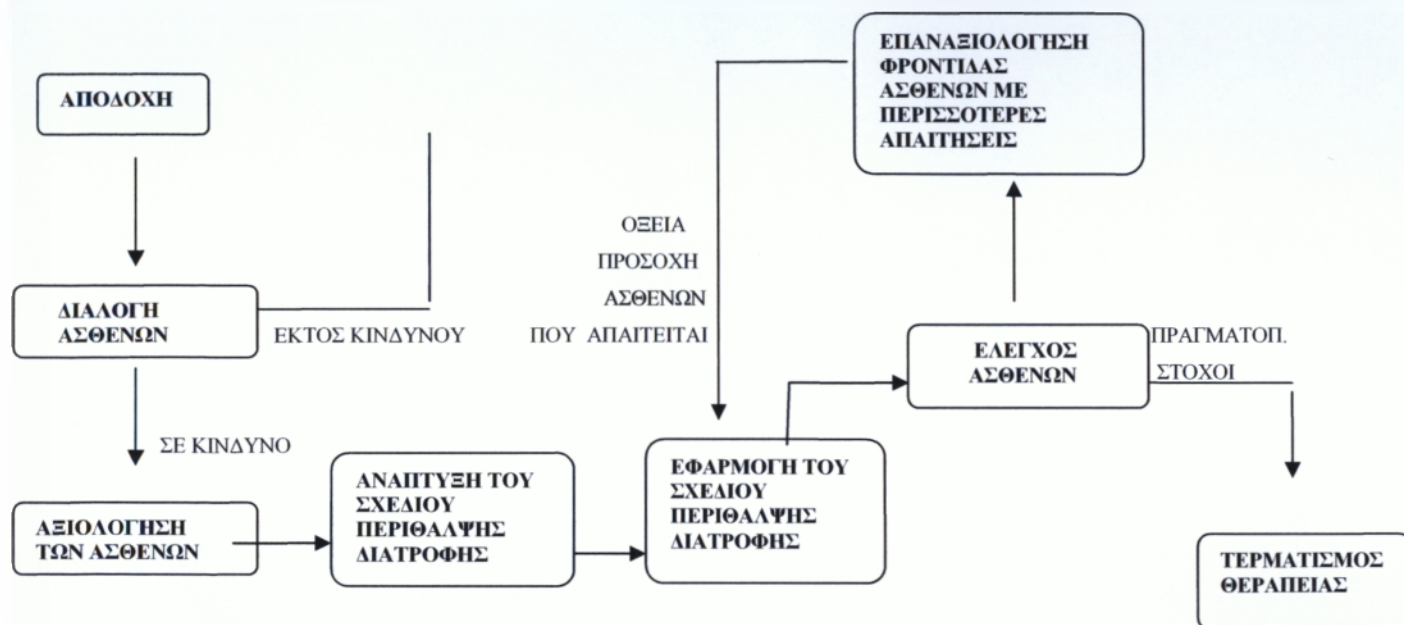 ΑΠΟΔΟΧΗ
ΔΙΑΛΟΓΗ
ΑΣΘΕΝΩΝ
ΕΚΤΟΣ ΚΙΝΔΥΝΟΥ
ΣΕ ΚΙΝΔΥΝΟ
ΑΞΙΟΛΟΓΗΣΗ
ΤΩΝ ΑΣΘΕΝΩΝ
ΑΝΑΠΤΥΞΗ ΤΟΥ
ΣΧΕΔΙΟΥ
ΠΕΡΙΘΑΛΨΗΣ
ΔΙΑΤΡΟΦΗΣ
ΕΦΑΡΜΟΓΗ ΤΟΥ
ΣΧΕΔΙΟΥ
ΠΕΡΙΘΑΛΨΗΣ
ΔΙΑΤΡΟΦΗΣ
ΟΞΕΙΑ
ΠΡΟΣΟΧΗ
ΑΣΘΕΝΩΝ
ΠΟΥ ΑΠΑΙΤΕΙΤΑΙ
ΕΠΑΝΑΞΙΟΛΟΓΗΣΗ
ΦΡΟΝΤΙΔΑΣ
ΑΣΘΕΝΩΝ ΜΕ
ΠΕΡΙΣΣΟΤΕΡΕΣ
ΑΠΑΙΤΗΣΕΙΣ
ΕΛΕΓΧΟΣ
ΑΣΘΕΝΩΝ
ΠΡΑΓΜΑΤΟΠ.
ΣΤΟΧΟΙ
ΤΕΡΜΑΤΙΣΜΟΣ
ΘΕΡΑΠΕΙΑΣ